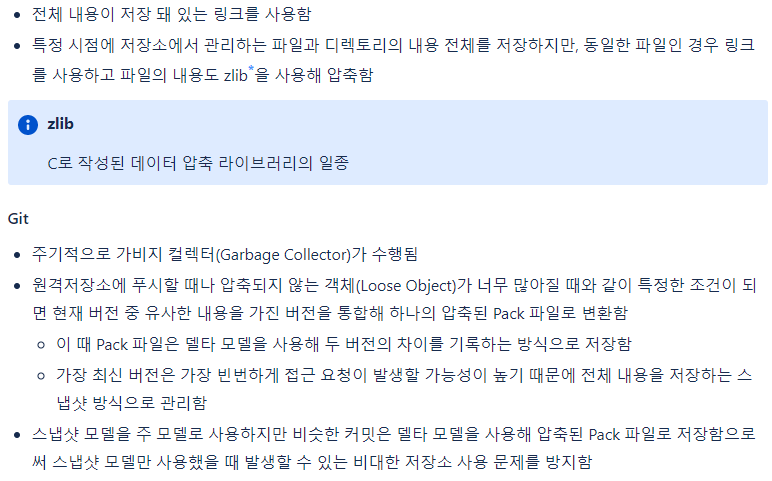 • 전체 내용이 저장 돼 있는 링크를 사용함
• 특정 시점에 저장소에서 관리하는 파일과 디렉토리의 내용 전체를 저장하지만, 동일한 파일인 경우 링크
를 사용하고 파일의 내용도 zlib*을 사용해 압축함
zlib
C로 작성된 데이터 압축 라이브러리의 일종
Git
• 주기적으로 가비지 컬렉터(Garbage Collector)가 수행됨
• 원격저장소에 푸시할 때나 압축되지 않는 객체(Loose Object)가 너무 많아질 때와 같이 특정한 조건이 되
면 현재 버전 중 유사한 내용을 가진 버전을 통합해 하나의 압축된 Pack 파일로 변환함
◦ 이 때 Pack 파일은 델타 모델을 사용해 두 버전의 차이를 기록하는 방식으로 저장함
◦ 가장 최신 버전은 가장 빈번하게 접근 요청이 발생할 가능성이 높기 때문에 전체 내용을 저장하는 스
냅샷 방식으로 관리함
• 스냅샷 모델을 주 모델로 사용하지만 비슷한 커밋은 델타 모델을 사용해 압축된 Pack 파일로 저장함으로
써 스냅샷 모델만 사용했을 때 발생할 수 있는 비대한 저장소 사용 문제를 방지함